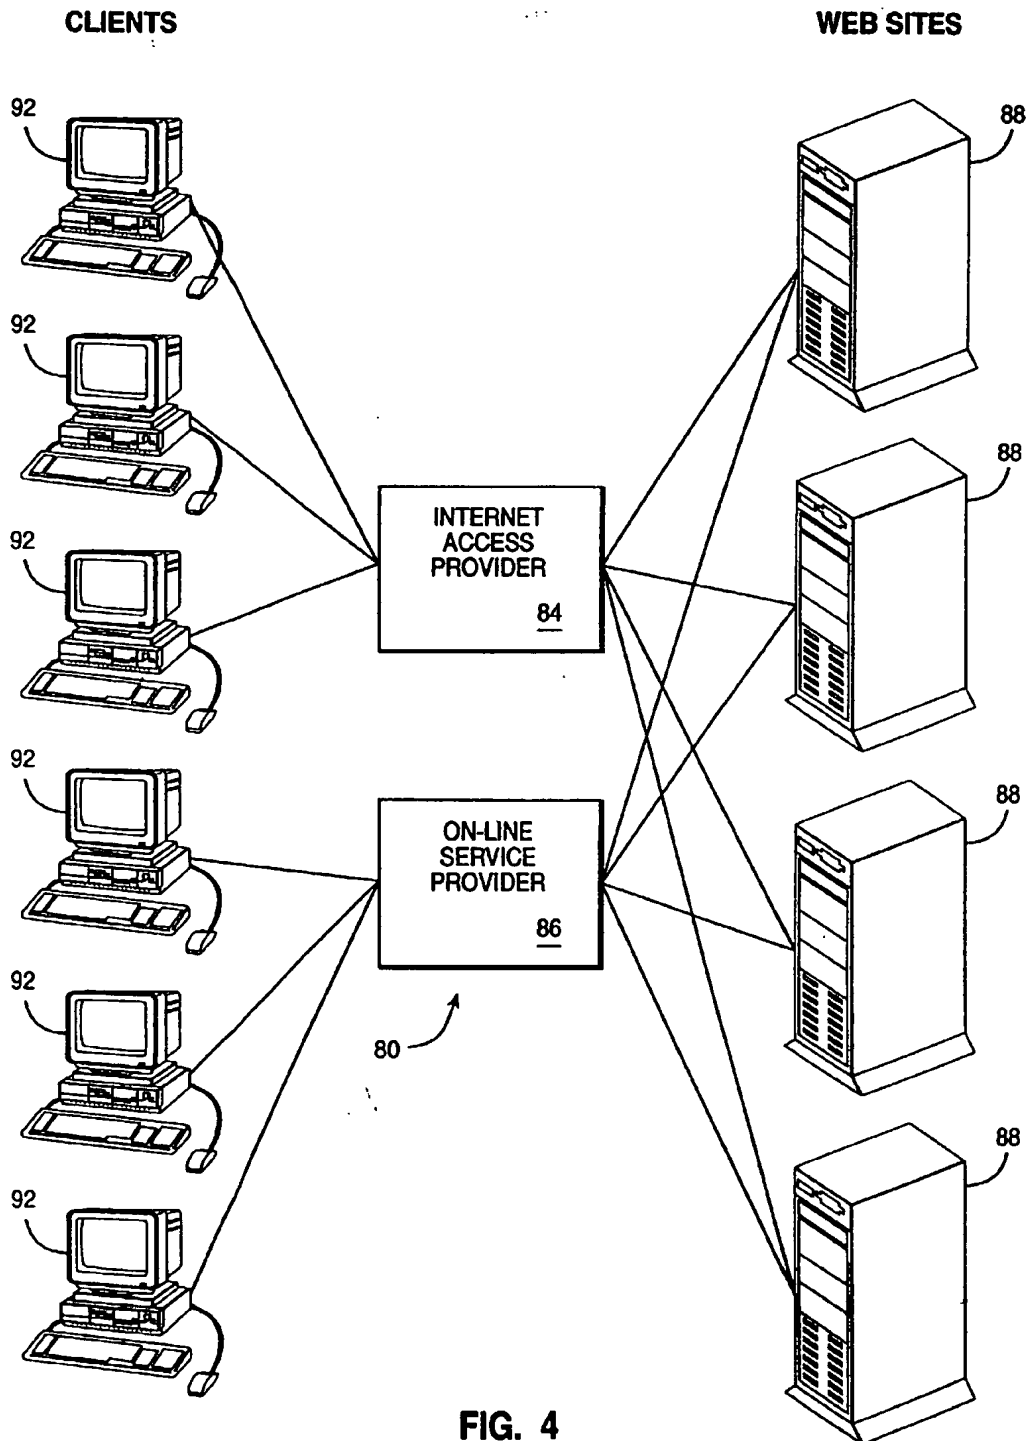 CLIENTS
WEB SITES
92
88
92
88
INTERNET
ACCESS
PROVIDER
84
92
92
88
ON-LINE
SERVICE
PROVIDER
86
92
80
88
92
FIG. 4